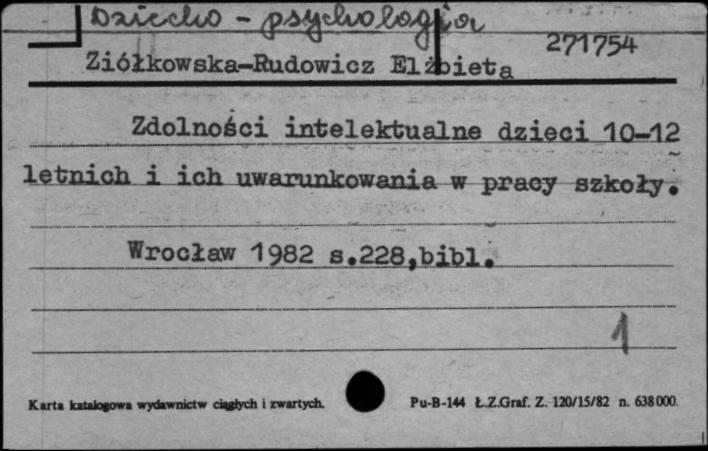 Dziecko - psychologia
271754
Ziółkowska-Rudowicz Elżbieta
Zdolności intelektualne dzieci 10-12
letnich i ich uwarunkowania w pracy szkoły.
Wrocław 1982 s.228,bibl.
1
Karta katalogowa wydawnictw ciągłych i zwartych. Pu-B-144 Ł.Z.Graf. Z. 120/15/82 n. 638000.